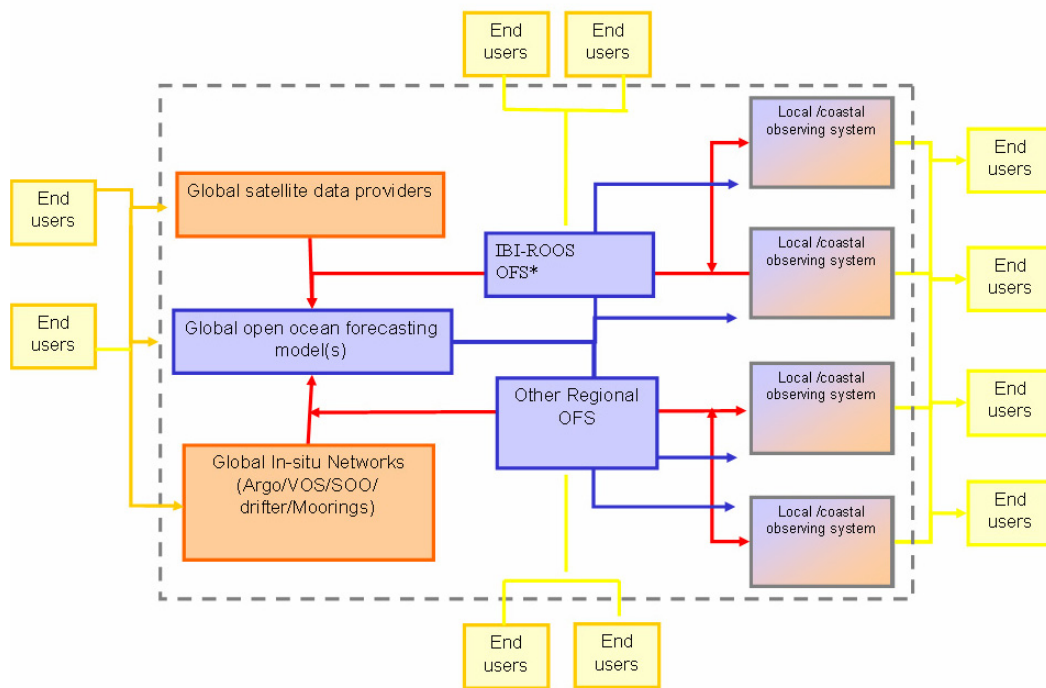 End
users
End
users
Local /coastal
observing system
End
users
End
users
Global satellite data providers
IBI-ROOS
OFS*
Local /coastal
observing system
End
users
End
users
Global open ocean forecasting
model(s)
Other Regional
OFS
Local /coastal
observing system
End
users
Global In-situ Networks
(Argo/VOS/SOO/
drifter/Moorings)
Local /coastal
observing system
End
users
End
users
End
users